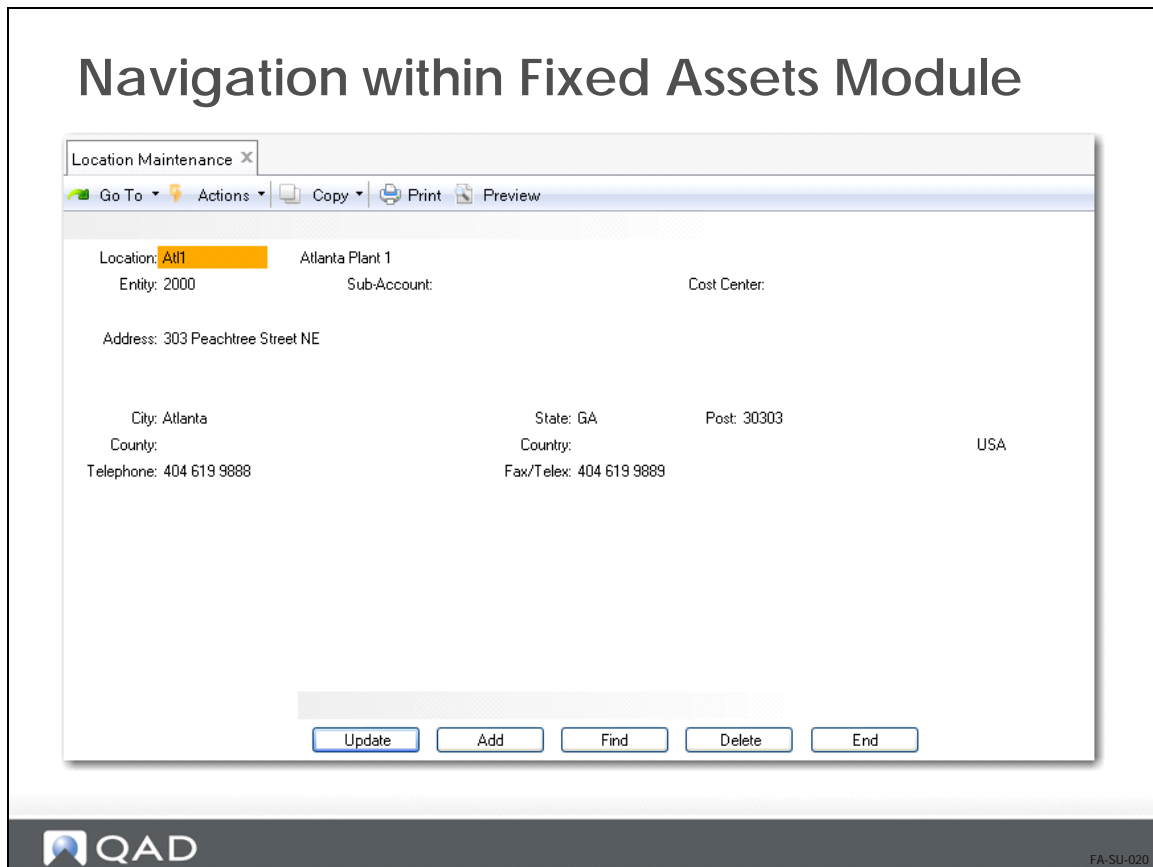 Navigation within Fixed Assets Module
Location Maintenance X
Go To Actions Copy Print Preview
Location: Atl1 Atlanta Plant 1
Entity: 2000 Sub-Account: Cost Center:
Address: 303 Peachtree Street NE
City: Atlanta State: GA Post: 30303
County: Country: USA
Telephone: 404 619 9888 Fax/Telex: 404 619 9889
Update Add Find Delete End
QAD
FA-SU-020